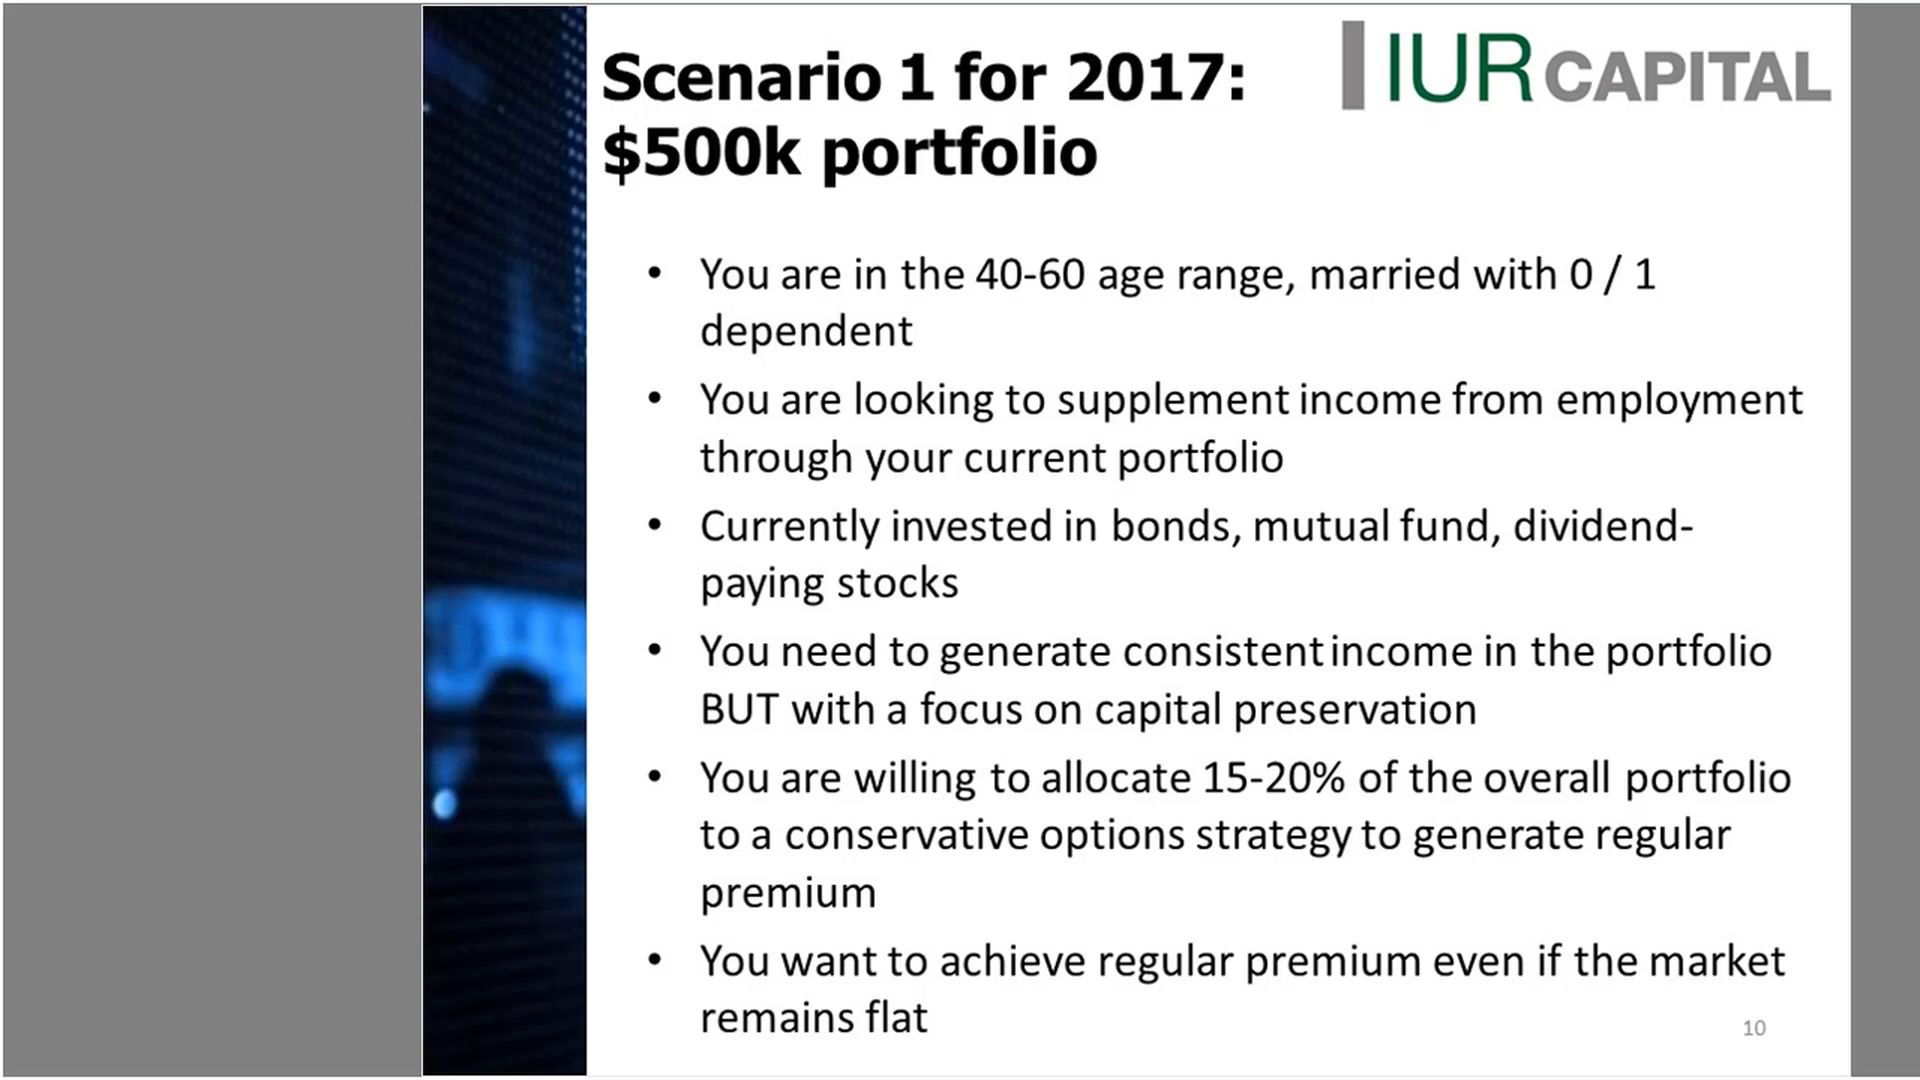 Scenario 1 for 2017:
$500k portfolio
IUR CAPITAL
• You are in the 40-60 age range, married with 0 / 1
dependent
• You are looking to supplement income from employment
through your current portfolio
• Currently invested in bonds, mutual fund, dividend-
paying stocks
• You need to generate consistent income in the portfolio
BUT with a focus on capital preservation
• You are willing to allocate 15-20% of the overall portfolio
to a conservative options strategy to generate regular
premium
• You want to achieve regular premium even if the market
remains flat
10